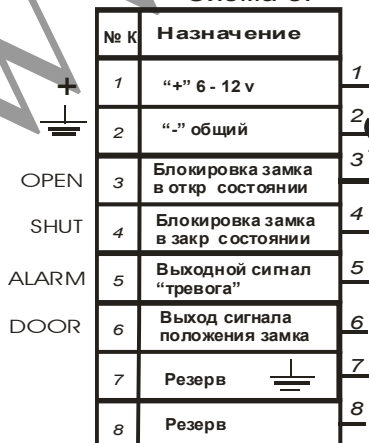 № К Назначение
+ 1 “+” 6 - 12 v 1
2 “-” общий 2
OPEN 3 Блокировка замка
в откр состоянии 3
SHUT 4 Блокировка замка
в закр состоянии 4
ALARM 5 Выходной сигнал
“тревога” 5
DOOR 6 Выход сигнала
положения замка 6
7 Резерв 7
8 Резерв 8